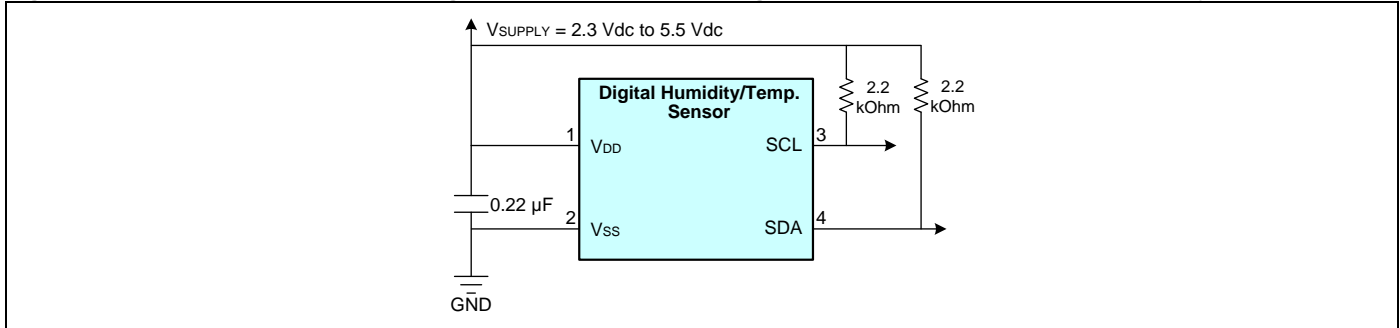 VSUPPLY = 2.3 Vdc to 5.5 Vdc
Digital Humidity/Temp.
Sensor
2.2
kOhm
2.2
kOhm
1
VDD
SCL
3
0.22 µF
2
VSS
SDA
4
GND